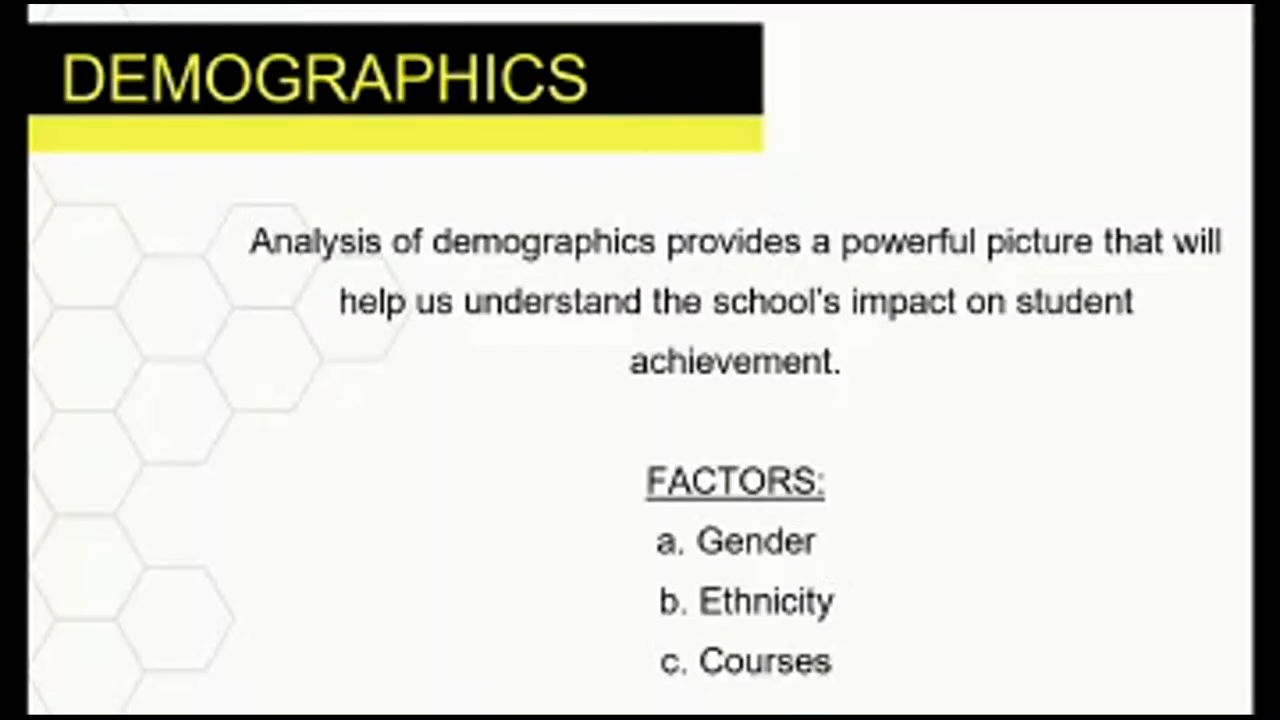 DEMOGRAPHICS
Analysis of demographics provides a powerful picture that will
help us understand the school's impact on student
achievement.
FACTORS:
a. Gender
b. Ethnicity
c. Courses